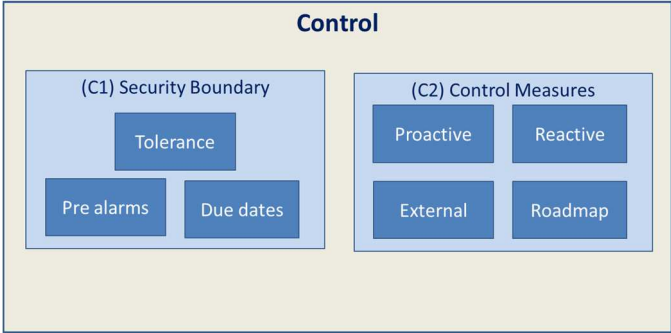 Control
(C1) Security Boundary
Tolerance
Pre alarms
Due dates
(C2) Control Measures
Proactive
Reactive
External
Roadmap